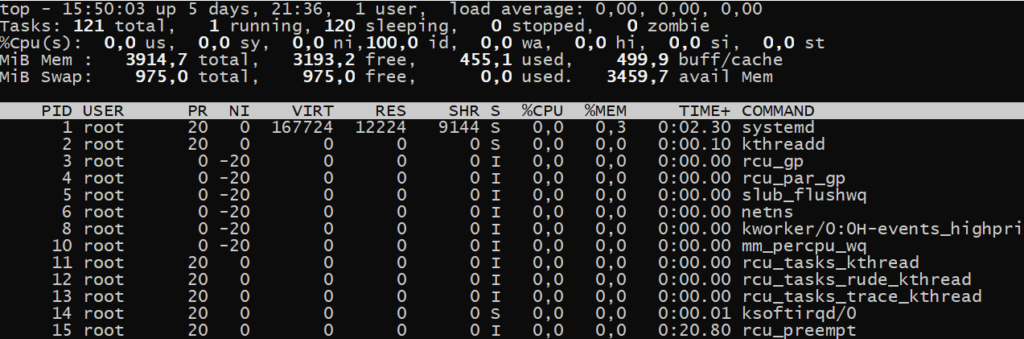 top - 15:50:03 up 5 days, 21:36,  1 user,  load average: 0,00, 0,00, 0,00
Tasks: 121 total,   1 running, 120 sleeping,   0 stopped,   0 zombie
%Cpu(s):  0,0 us,  0,0 sy,  0,0 ni,100,0 id,  0,0 wa,  0,0 hi,  0,0 si,  0,0 st
MiB Mem :   3914,7 total,   3193,2 free,    455,1 used,    499,9 buff/cache
MiB Swap:    975,0 total,    975,0 free,      0,0 used.   3459,7 avail Mem
PID USER      PR  NI    VIRT    RES    SHR S  %CPU  %MEM     TIME+ COMMAND
1 root      20   0  167724  12224   9144 S   0,0   0,3   0:02.30 systemd
2 root      20   0       0      0      0 S   0,0   0,0   0:00.10 kthreadd
3 root       0 -20       0      0      0 I   0,0   0,0   0:00.00 rcu_gp
4 root       0 -20       0      0      0 I   0,0   0,0   0:00.00 rcu_par_gp
5 root       0 -20       0      0      0 I   0,0   0,0   0:00.00 slub_flushwq
6 root       0 -20       0      0      0 I   0,0   0,0   0:00.00 netns
8 root       0 -20       0      0      0 I   0,0   0,0   0:00.00 kworker/0:0H-events_highpri
10 root       0 -20       0      0      0 I   0,0   0,0   0:00.00 mm_percpu_wq
11 root      20   0       0      0      0 I   0,0   0,0   0:00.00 rcu_tasks_kthread
12 root      20   0       0      0      0 I   0,0   0,0   0:00.00 rcu_tasks_rude_kthread
13 root      20   0       0      0      0 I   0,0   0,0   0:00.00 rcu_tasks_trace_kthread
14 root      20   0       0      0      0 S   0,0   0,0   0:00.01 ksoftirqd/0
15 root      20   0       0      0      0 I   0,0   0,0   0:20.80 rcu_preempt